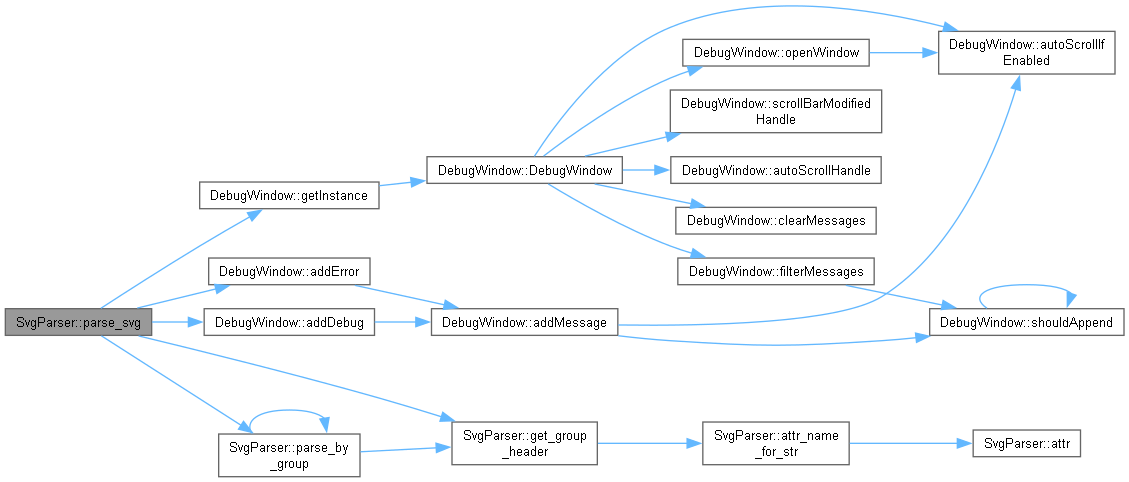 DebugWindow::autoScrollIf
Enabled
DebugWindow::openWindow
DebugWindow::scrollBarModified
Handle
DebugWindow::DebugWindow
DebugWindow::autoScrollHandle
DebugWindow::getInstance
DebugWindow::clearMessages
DebugWindow::addError
DebugWindow::filterMessages
SvgParser::parse_svg
DebugWindow::addDebug
DebugWindow::addMessage
DebugWindow::shouldAppend
SvgParser::parse_by
_group
SvgParser::get_group
_header
SvgParser::attr_name
_for_str
SvgParser::attr